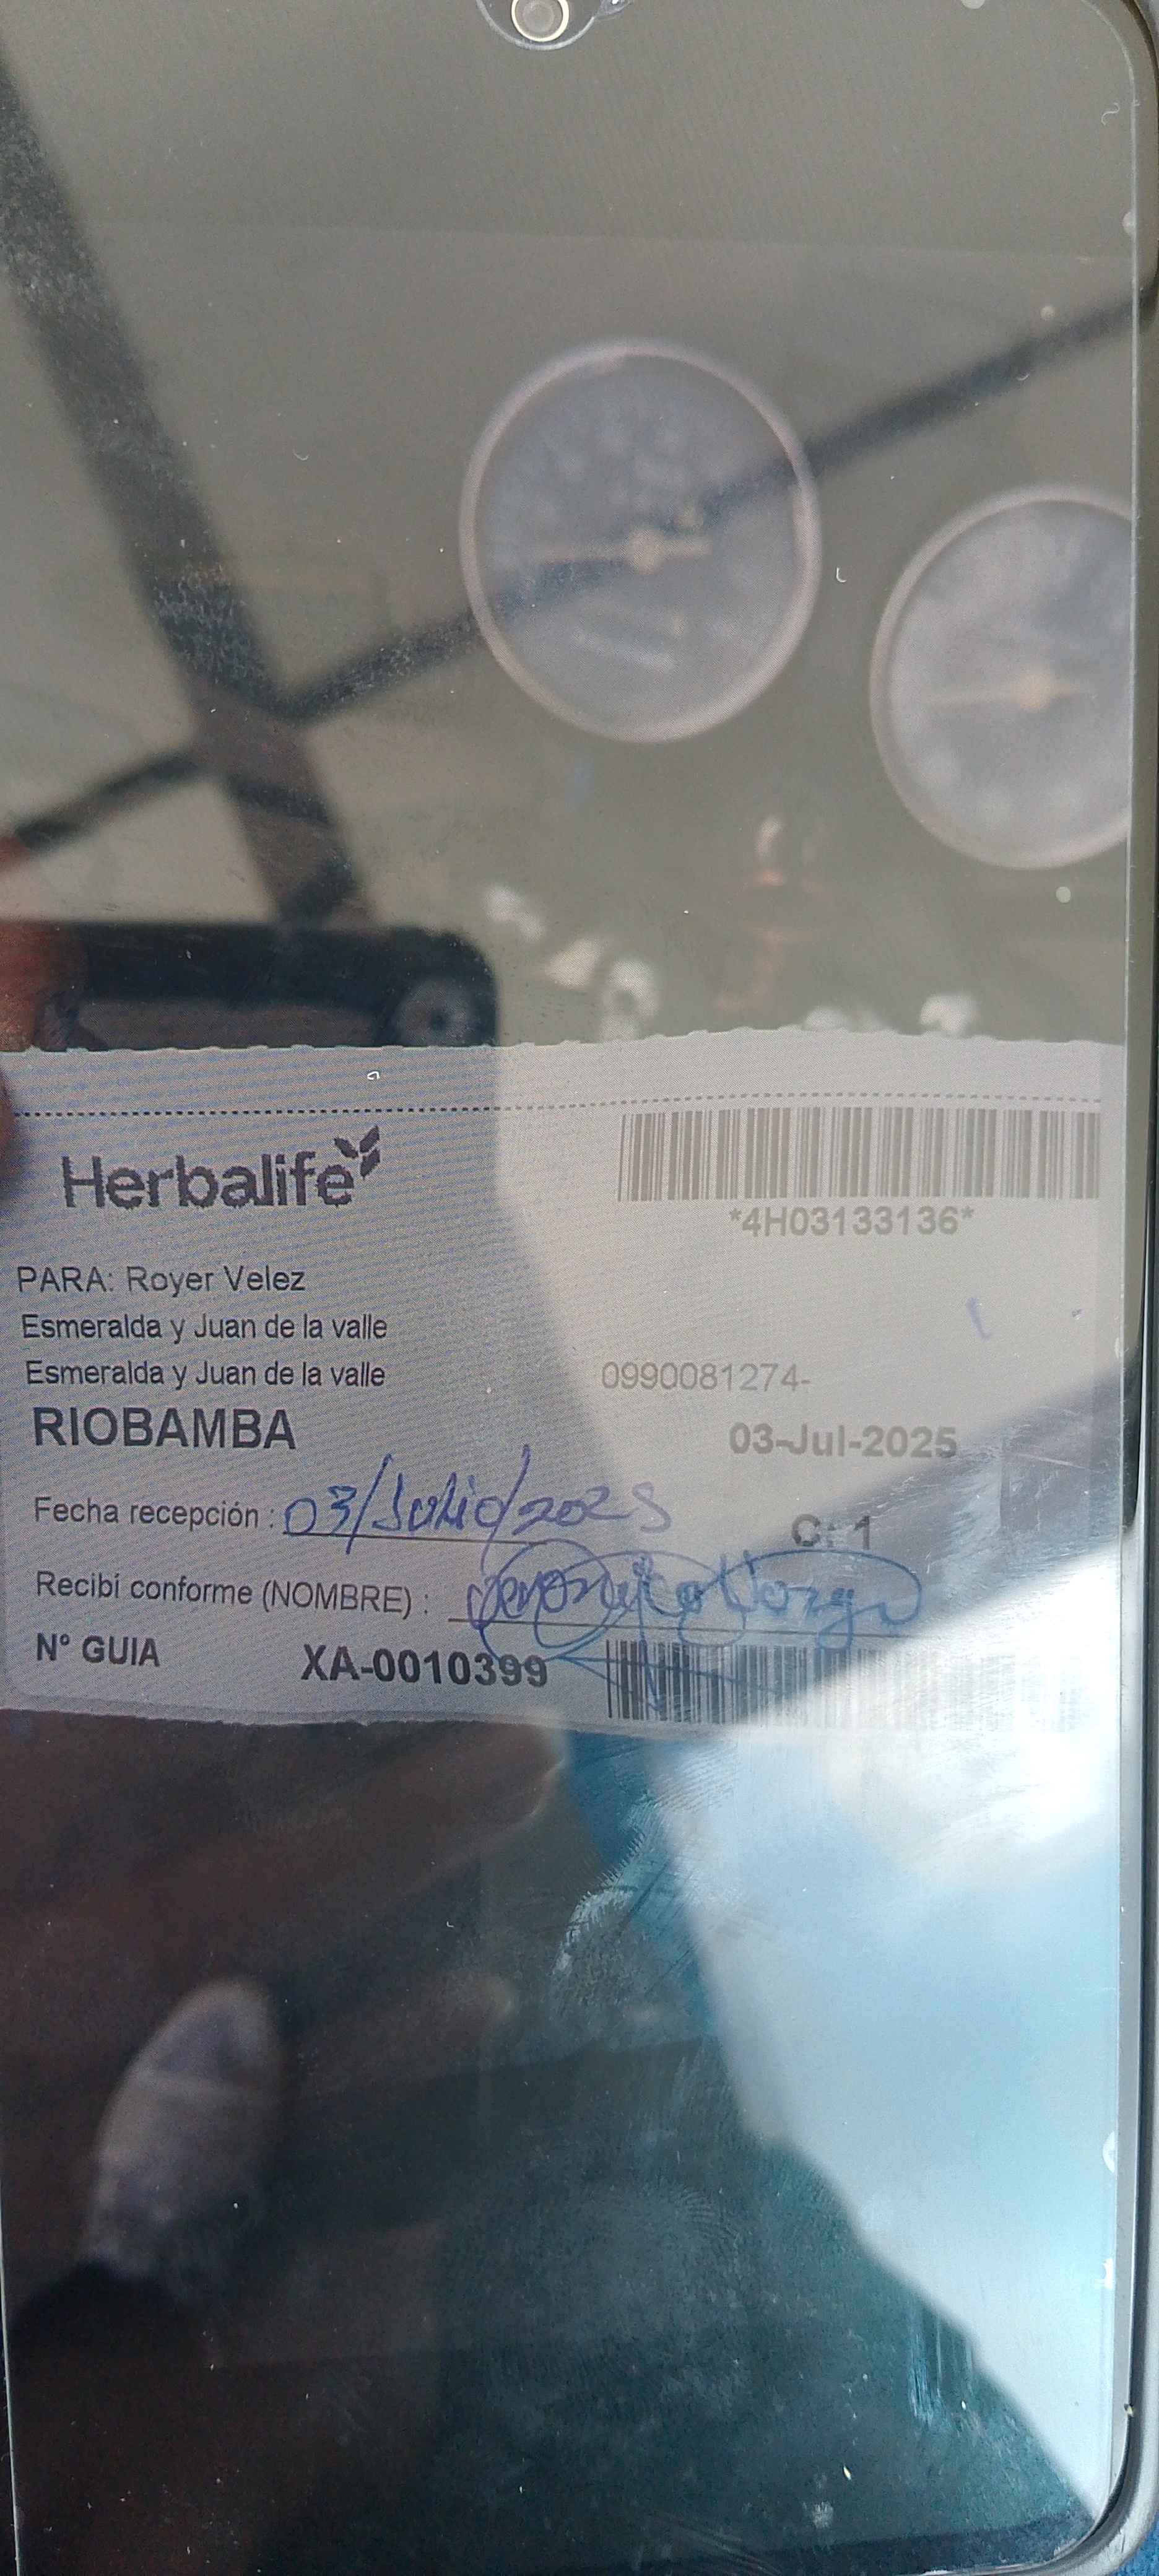 Herbalife
*4H03133136*
PARA: Royer Velez
Esmeralda y Juan de la valle
Esmeralda y Juan de la valle 0990081274-
RIOBAMBA 03-Jul-2025
Fecha recepción : 03/Julio/2025
C: 1
Recibí conforme (NOMBRE) :
N° GUIA XA-0010399